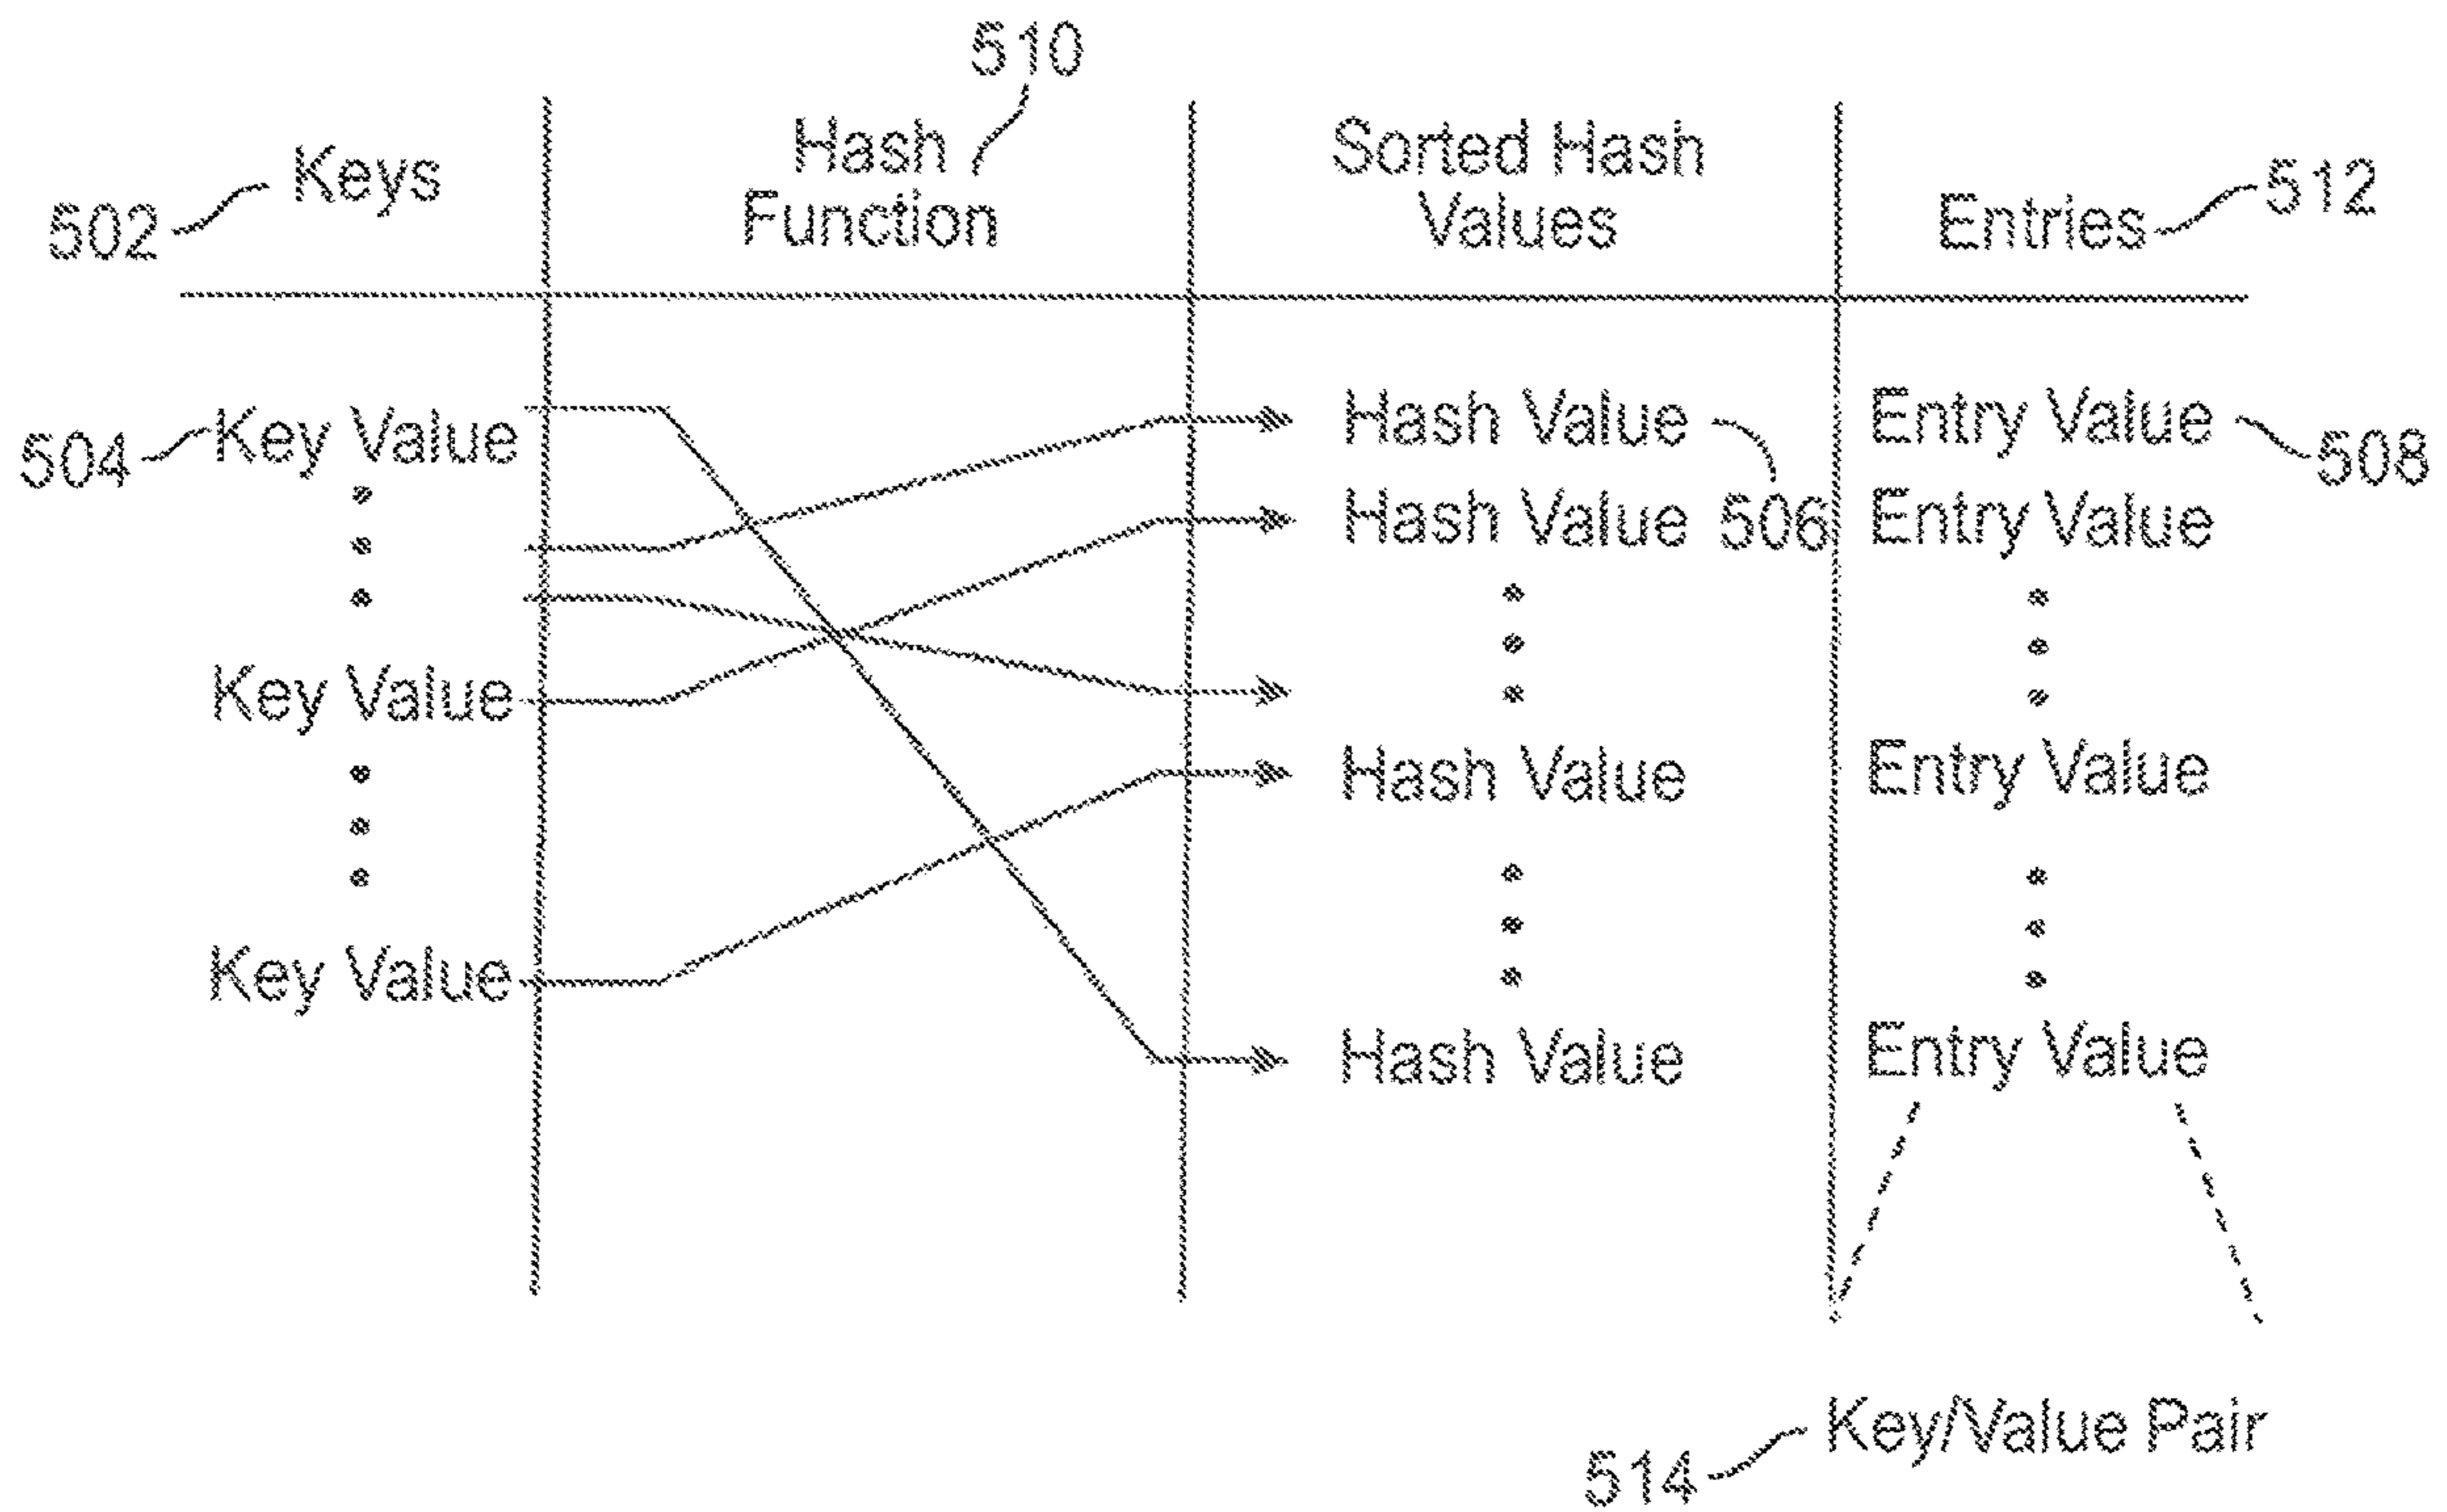 510
Keys
Hash
Function
Sorted Hash
Values
Entries
502
512
504
Key Value
Hash Value
Entry Value
508
Hash Value
506
Entry Value
Key Value
Hash Value
Entry Value
Key Value
Hash Value
Entry Value
Key/Value Pair
514